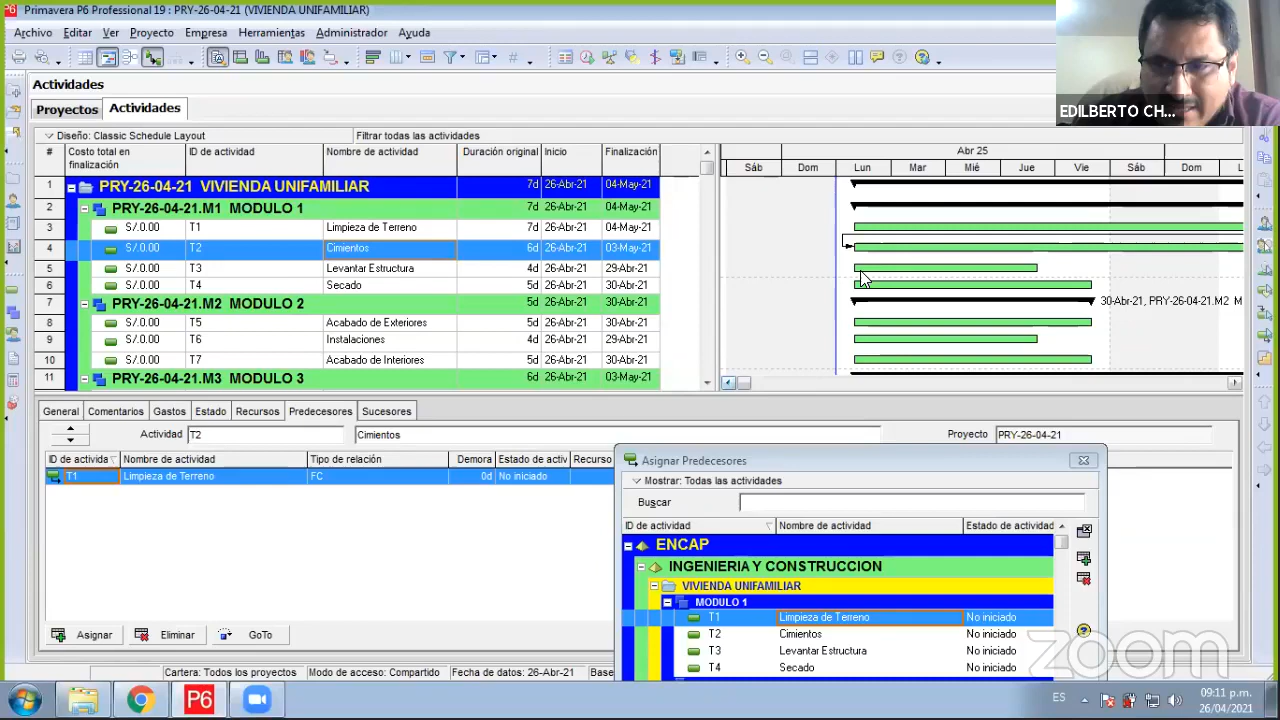 Primavera P6 Professional 19 : PRY-26-04-21 (VIVIENDA UNIFAMILIAR)
Archivo Editar Ver Proyecto Empresa Herramientas Administrador Ayuda
EDILBERTO CH...
Actividades
Proyectos Actividades
Diseño: Classic Schedule Layout Filtrar todas las actividades
# Costo total en finalización ID de actividad Nombre de actividad Duración original Inicio Finalización
Abr 25
Sáb Dom Lun Mar Mié Jue Vie Sáb Dom L
1 PRY-26-04-21 VIVIENDA UNIFAMILIAR 7d 26-Abr-21 04-May-21
2 PRY-26-04-21.M1 MODULO 1 7d 26-Abr-21 04-May-21
3 S/.0.00 T1 Limpieza de Terreno 7d 26-Abr-21 04-May-21
4 S/.0.00 T2 Cimientos 6d 26-Abr-21 03-May-21
5 S/.0.00 T3 Levantar Estructura 4d 26-Abr-21 29-Abr-21
6 S/.0.00 T4 Secado 5d 26-Abr-21 30-Abr-21
7 PRY-26-04-21.M2 MODULO 2 5d 26-Abr-21 30-Abr-21 30-Abr-21, PRY-26-04-21.M2 M
8 S/.0.00 T5 Acabado de Exteriores 5d 26-Abr-21 30-Abr-21
9 S/.0.00 T6 Instalaciones 4d 26-Abr-21 29-Abr-21
10 S/.0.00 T7 Acabado de Interiores 5d 26-Abr-21 30-Abr-21
11 PRY-26-04-21.M3 MODULO 3 6d 26-Abr-21 03-May-21
General Comentarios Gastos Estado Recursos Predecesores Sucesores
Actividad T2 Cimientos Proyecto PRY-26-04-21
ID de activida Nombre de actividad Tipo de relación Demora Estado de activ Recurso
T1 Limpieza de Terreno FC 0d No iniciado
Asignar Predecesores
Mostrar: Todas las actividades
Buscar
ID de actividad Nombre de actividad Estado de actividad
ENCAP
INGENIERIA Y CONSTRUCCION
VIVIENDA UNIFAMILIAR
MODULO 1
T1 Limpieza de Terreno No iniciado
T2 Cimientos No iniciado
T3 Levantar Estructura No iniciado
T4 Secado No iniciado
Asignar Eliminar GoTo
zoom
Cartera: Todos los proyectos Modo de acceso: Compartido Fecha de datos: 26-Abr-21 Base
P6 ES 09:11 p.m.
26/04/2021